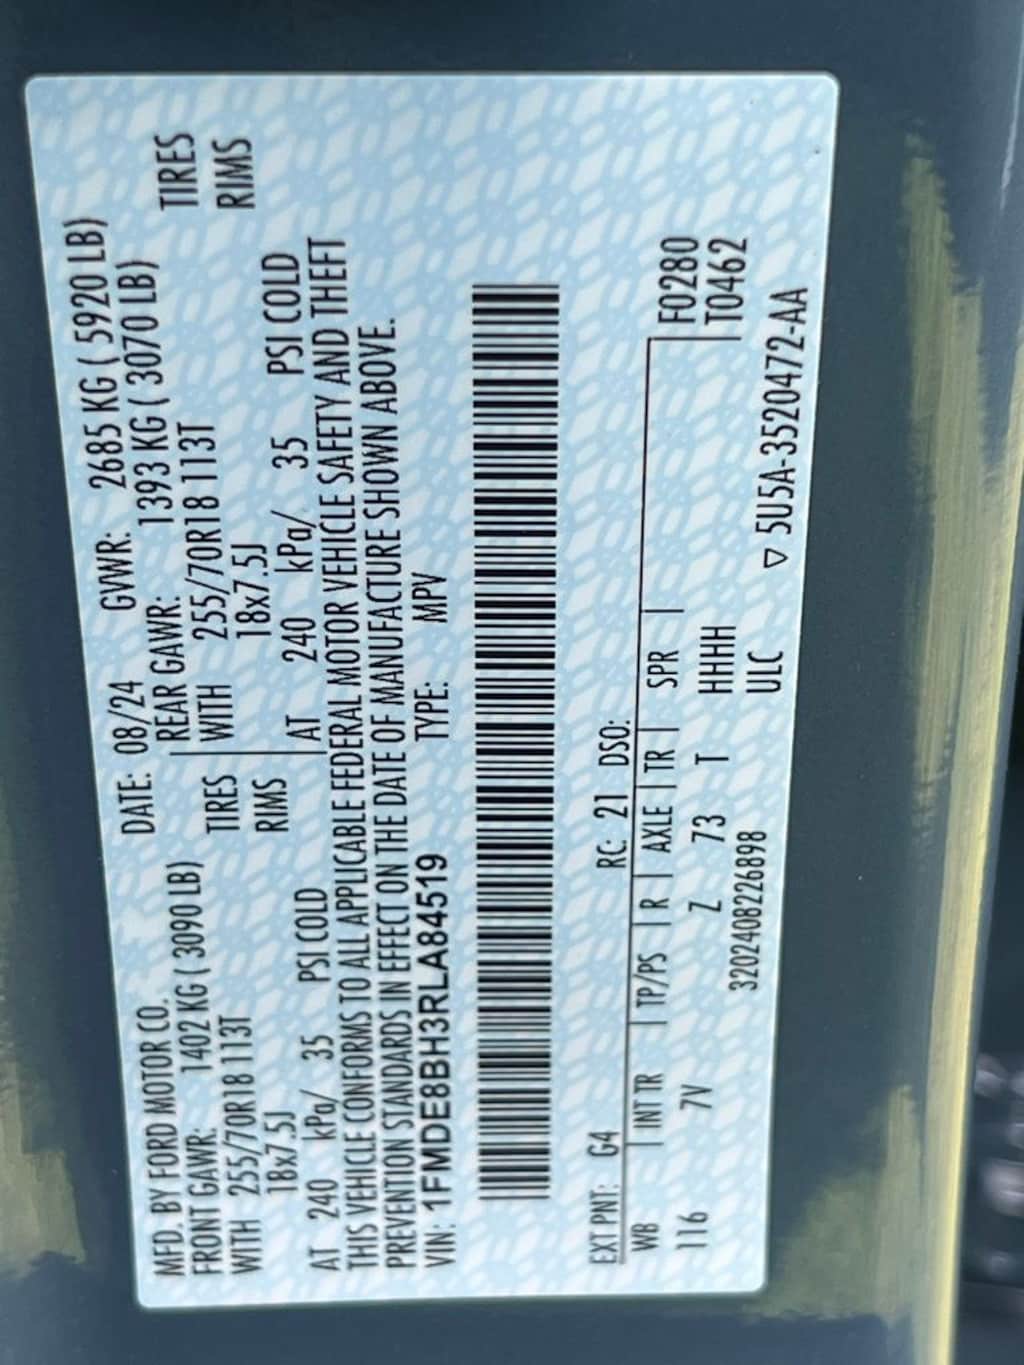 MFD. BY FORD MOTOR CO. DATE: 08/24 GVWR: 2685 KG ( 5920 LB)
FRONT GAWR: 1402 KG ( 3090 LB) REAR GAWR: 1393 KG ( 3070 LB)
WITH 255/70R18 113T TIRES WITH 255/70R18 113T TIRES
18x7.5J RIMS 18x7.5J RIMS
AT 240 kPa/ 35 PSI COLD AT 240 kPa/ 35 PSI COLD
THIS VEHICLE CONFORMS TO ALL APPLICABLE FEDERAL MOTOR VEHICLE SAFETY AND THEFT
PREVENTION STANDARDS IN EFFECT ON THE DATE OF MANUFACTURE SHOWN ABOVE.
VIN: 1FMDE8BH3RLA84519 TYPE: MPV
EXT PNT: G4 RC: 21 DSO:
WB INT TR TP/PS R AXLE TR SPR F0280
116 7V Z 73 T HHHH T0462
3202408226898 ULC
▽ 5U5A-3520472-AA